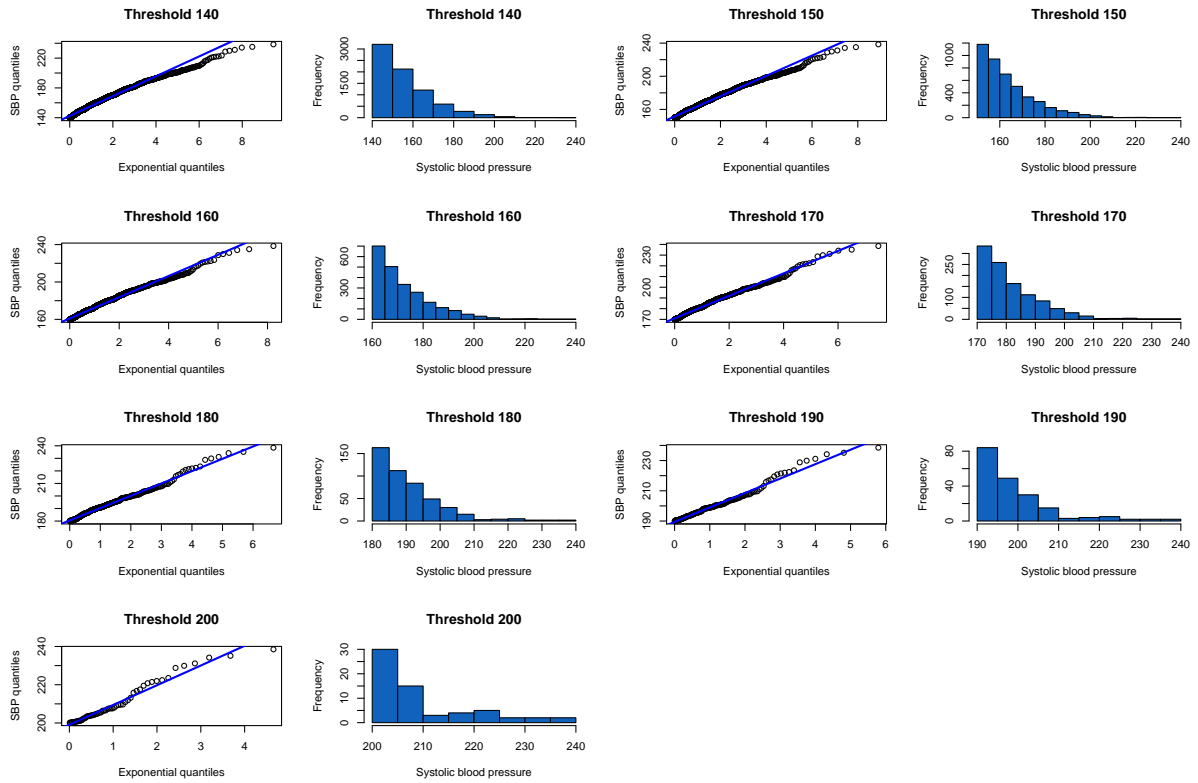 Threshold 140
SBP quantiles
140 180 220
0 2 4 6 8
Exponential quantiles
Threshold 140
Frequency
0 1500 3000
140 160 180 200 220 240
Systolic blood pressure
Threshold 150
SBP quantiles
160 200 240
0 2 4 6 8
Exponential quantiles
Threshold 150
Frequency
0 400 1000
160 180 200 220 240
Systolic blood pressure
Threshold 160
SBP quantiles
160 200 240
0 2 4 6 8
Exponential quantiles
Threshold 160
Frequency
0 300 600
160 180 200 220 240
Systolic blood pressure
Threshold 170
SBP quantiles
170 190 210 230
0 2 4 6
Exponential quantiles
Threshold 170
Frequency
0 100 250
170 180 190 200 210 220 230 240
Systolic blood pressure
Threshold 180
SBP quantiles
180 210 240
0 1 2 3 4 5 6
Exponential quantiles
Threshold 180
Frequency
0 50 150
180 190 200 210 220 230 240
Systolic blood pressure
Threshold 190
SBP quantiles
190 210 230
0 1 2 3 4 5 6
Exponential quantiles
Threshold 190
Frequency
0 40 80
190 200 210 220 230 240
Systolic blood pressure
Threshold 200
SBP quantiles
200 220 240
0 1 2 3 4
Exponential quantiles
Threshold 200
Frequency
0 10 20 30
200 210 220 230 240
Systolic blood pressure